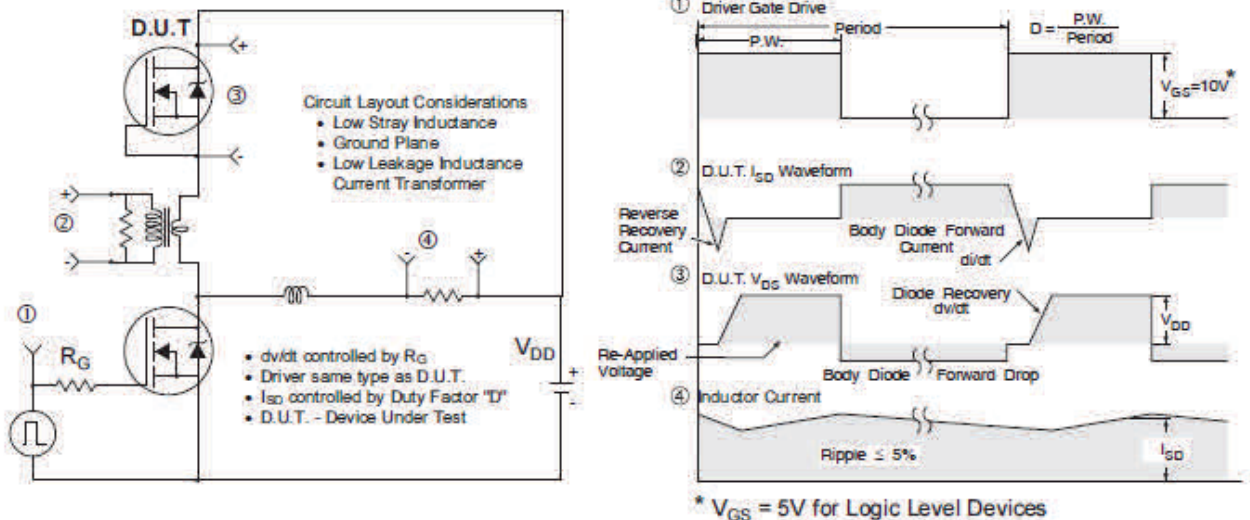 D.U.T
+
③
-
Circuit Layout Considerations
• Low Stray Inductance
• Ground Plane
• Low Leakage Inductance
Current Transformer
+
②
-
④
-
+
①
RG
VDD
+
-
• dv/dt controlled by RG
• Driver same type as D.U.T.
• ISD controlled by Duty Factor "D"
• D.U.T. - Device Under Test
① Driver Gate Drive
P.W.
Period
D = P.W.
Period
VGS=10V*
② D.U.T. ISD Waveform
Reverse
Recovery
Current
Body Diode Forward
Current
di/dt
③ D.U.T. VDS Waveform
Diode Recovery
dv/dt
VDD
Re-Applied
Voltage
Body Diode Forward Drop
④ Inductor Current
Ripple ≤ 5%
ISD
* VGS = 5V for Logic Level Devices